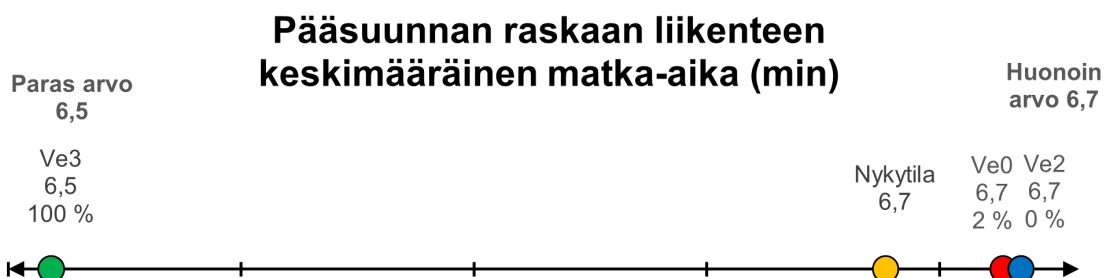 Pääsuunnan raskaan liikenteen
keskimääräinen matka-aika (min)
Paras arvo
6,5
Huonoin
arvo 6,7
Ve3
6,5
100 %
Nykytila
6,7
Ve0
6,7
2 %
Ve2
6,7
0 %